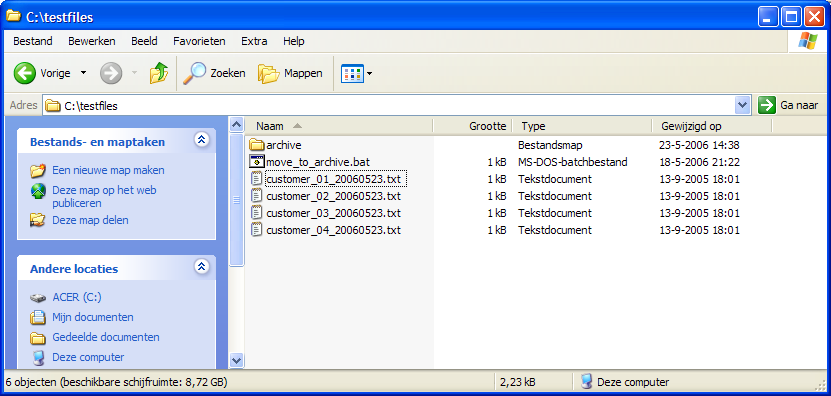 C:\testfiles
Bestand Bewerken Beeld Favorieten Extra Help
Vorige Zoeken Mappen
Adres C:\testfiles Ga naar
Bestands- en maptaken
Een nieuwe map maken
Deze map op het web
publiceren
Deze map delen
Andere locaties
ACER (C:)
Mijn documenten
Gedeelde documenten
Deze computer
Naam Grootte Type Gewijzigd op
archive Bestandsmap 23-5-2006 14:38
move_to_archive.bat 1 kB MS-DOS-batchbestand 18-5-2006 21:22
customer_01_20060523.txt 1 kB Tekstdocument 13-9-2005 18:01
customer_02_20060523.txt 1 kB Tekstdocument 13-9-2005 18:01
customer_03_20060523.txt 1 kB Tekstdocument 13-9-2005 18:01
customer_04_20060523.txt 1 kB Tekstdocument 13-9-2005 18:01
6 objecten (beschikbare schijfruimte: 8,72 GB) 2,23 kB Deze computer